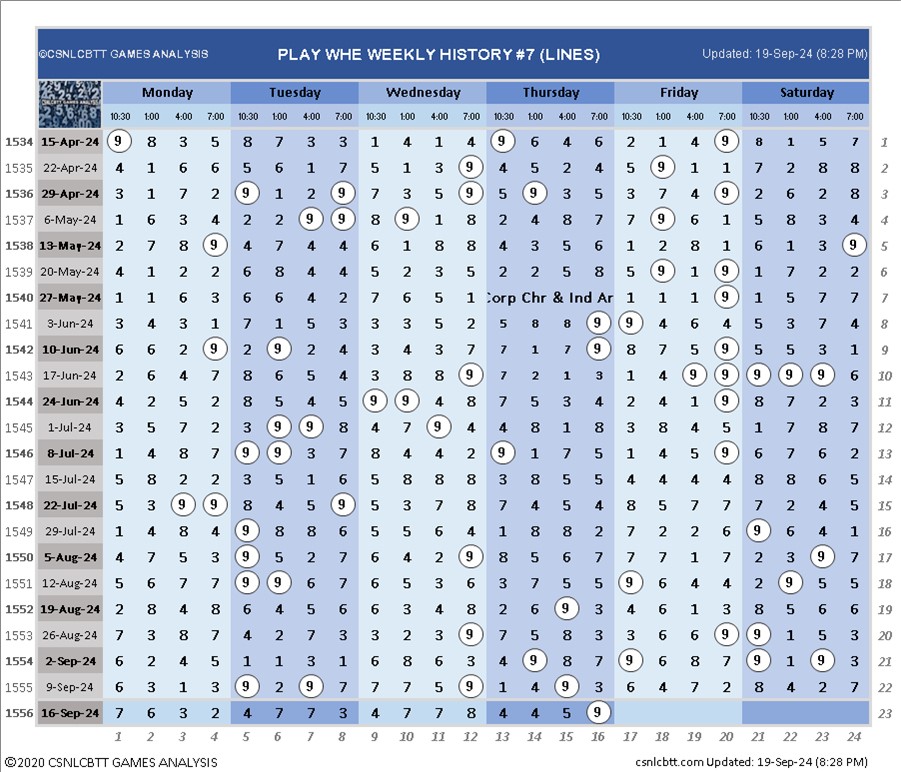 ©CSNLCBTT GAMES ANALYSIS PLAY WHE WEEKLY HISTORY #7 (LINES) Updated: 19-Sep-24 (8:28 PM)
CSNLCBTT GAMES ANALYSIS Monday Tuesday Wednesday Thursday Friday Saturday
10:30 1:00 4:00 7:00 10:30 1:00 4:00 7:00 10:30 1:00 4:00 7:00 10:30 1:00 4:00 7:00 10:30 1:00 4:00 7:00 10:30 1:00 4:00 7:00
1534 15-Apr-24 9 8 3 5 8 7 3 3 1 4 1 4 9 6 4 6 2 1 4 9 8 1 5 7 1
1535 22-Apr-24 4 1 6 6 5 6 1 7 5 1 3 9 4 5 2 4 5 9 1 1 7 2 8 8 2
1536 29-Apr-24 3 1 7 2 9 1 2 9 7 3 5 9 5 9 3 5 3 7 4 9 2 6 2 8 3
1537 6-May-24 1 6 3 4 2 2 9 9 8 9 1 8 2 4 8 7 7 9 6 1 5 8 3 4 4
1538 13-May-24 2 7 8 9 4 7 4 4 6 1 8 8 4 3 5 6 1 2 8 1 6 1 3 9 5
1539 20-May-24 4 1 2 2 6 8 4 4 5 2 3 5 2 2 5 8 5 9 1 9 1 7 2 2 6
1540 27-May-24 1 1 6 3 6 6 4 2 7 6 5 1 Corp Chr & Ind Ar 1 1 1 9 1 5 7 7 7
1541 3-Jun-24 3 4 3 1 7 1 5 3 3 3 5 2 5 8 8 9 9 4 6 4 5 3 7 4 8
1542 10-Jun-24 6 6 2 9 2 9 2 4 3 4 3 7 7 1 7 9 8 7 5 9 5 5 3 1 9
1543 17-Jun-24 2 6 4 7 8 6 5 4 3 8 8 9 7 2 1 3 1 4 9 9 9 9 9 6 10
1544 24-Jun-24 4 2 5 2 8 5 4 5 9 9 4 8 7 5 3 4 2 4 1 9 8 7 2 3 11
1545 1-Jul-24 3 5 7 2 3 9 9 8 4 7 9 4 4 8 1 8 3 8 4 5 1 7 8 7 12
1546 8-Jul-24 1 4 8 7 9 9 3 7 8 4 4 2 9 1 7 5 1 4 5 9 6 7 6 2 13
1547 15-Jul-24 5 8 2 2 3 5 1 6 8 8 8 4 3 8 5 5 4 4 4 4 8 8 6 5 14
1548 22-Jul-24 5 3 9 9 8 4 5 9 5 3 7 8 7 4 5 4 8 5 7 7 7 2 4 5 15
1549 29-Jul-24 1 4 8 4 9 8 8 6 5 5 6 4 1 8 8 2 7 2 2 6 9 6 4 1 16
1550 5-Aug-24 4 7 5 3 9 5 2 7 6 4 2 9 8 5 6 7 7 7 1 7 2 3 9 4 17
1551 12-Aug-24 5 6 7 7 9 9 6 7 6 5 3 6 3 7 5 5 9 6 4 4 2 9 5 5 18
1552 19-Aug-24 2 8 4 8 6 4 5 6 6 3 4 8 2 6 9 3 4 6 1 3 8 5 6 6 19
1553 26-Aug-24 7 3 8 7 4 2 7 3 3 2 3 9 7 5 8 3 3 6 6 9 9 1 5 3 20
1554 2-Sep-24 6 2 4 5 1 1 3 1 6 8 6 3 4 9 8 7 9 6 8 7 9 1 9 3 21
1555 9-Sep-24 6 3 1 3 9 2 9 7 7 7 5 9 1 4 9 3 6 4 7 2 8 4 2 7 22
1556 16-Sep-24 7 6 3 2 4 7 7 3 4 7 7 8 4 4 5 9 23
1 2 3 4 5 6 7 8 9 10 11 12 13 14 15 16 17 18 19 20 21 22 23 24
©2020 CSNLCBTT GAMES ANALYSIS csnlcbtt.com Updated: 19-Sep-24 (8:28 PM)